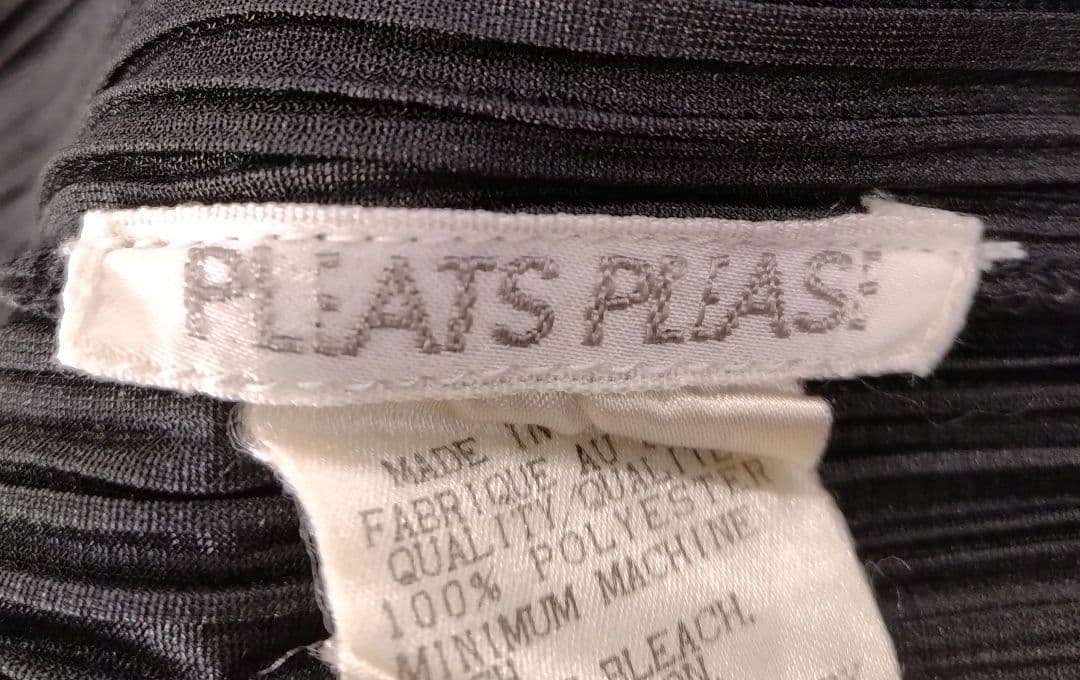 PLEATS PLEASE
MADE IN
FABRIQUE AU
QUALITY/QUALITE
100% POLYESTER
MINIMUM MACHINE
BLEACH.